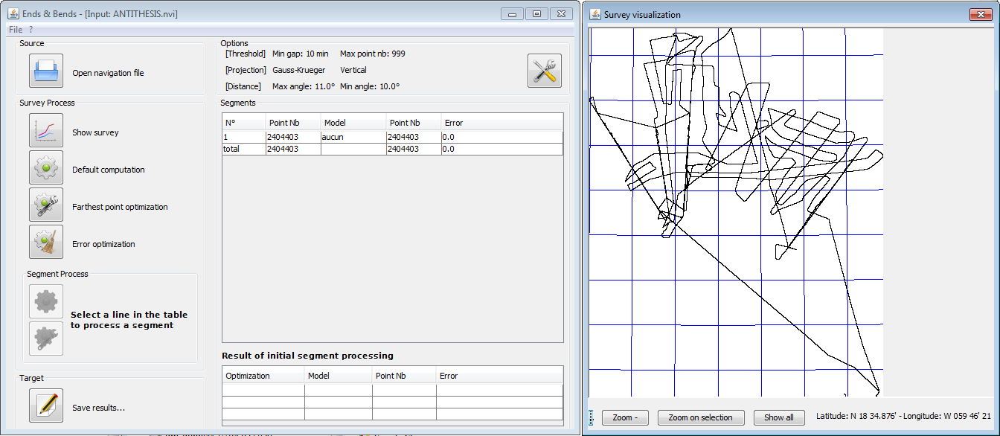 Ends & Bends - [Input: ANTITHESIS.nvi]
File ?
Source
Open navigation file
Survey Process
Show survey
Default computation
Farthest point optimization
Error optimization
Segment Process
Select a line in the table
to process a segment
Target
Save results...
Options
[Threshold] Min gap: 10 min Max point nb: 999
[Projection] Gauss-Krueger Vertical
[Distance] Max angle: 11.0° Min angle: 10.0°
Segments
N° Point Nb Model Point Nb Error
1 2404403 aucun 2404403 0.0
total 2404403 2404403 0.0
Result of initial segment processing
Optimization Model Point Nb Error
Survey visualization
Zoom - Zoom on selection Show all Latitude: N 18 34.876' - Longitude: W 059 46' 21